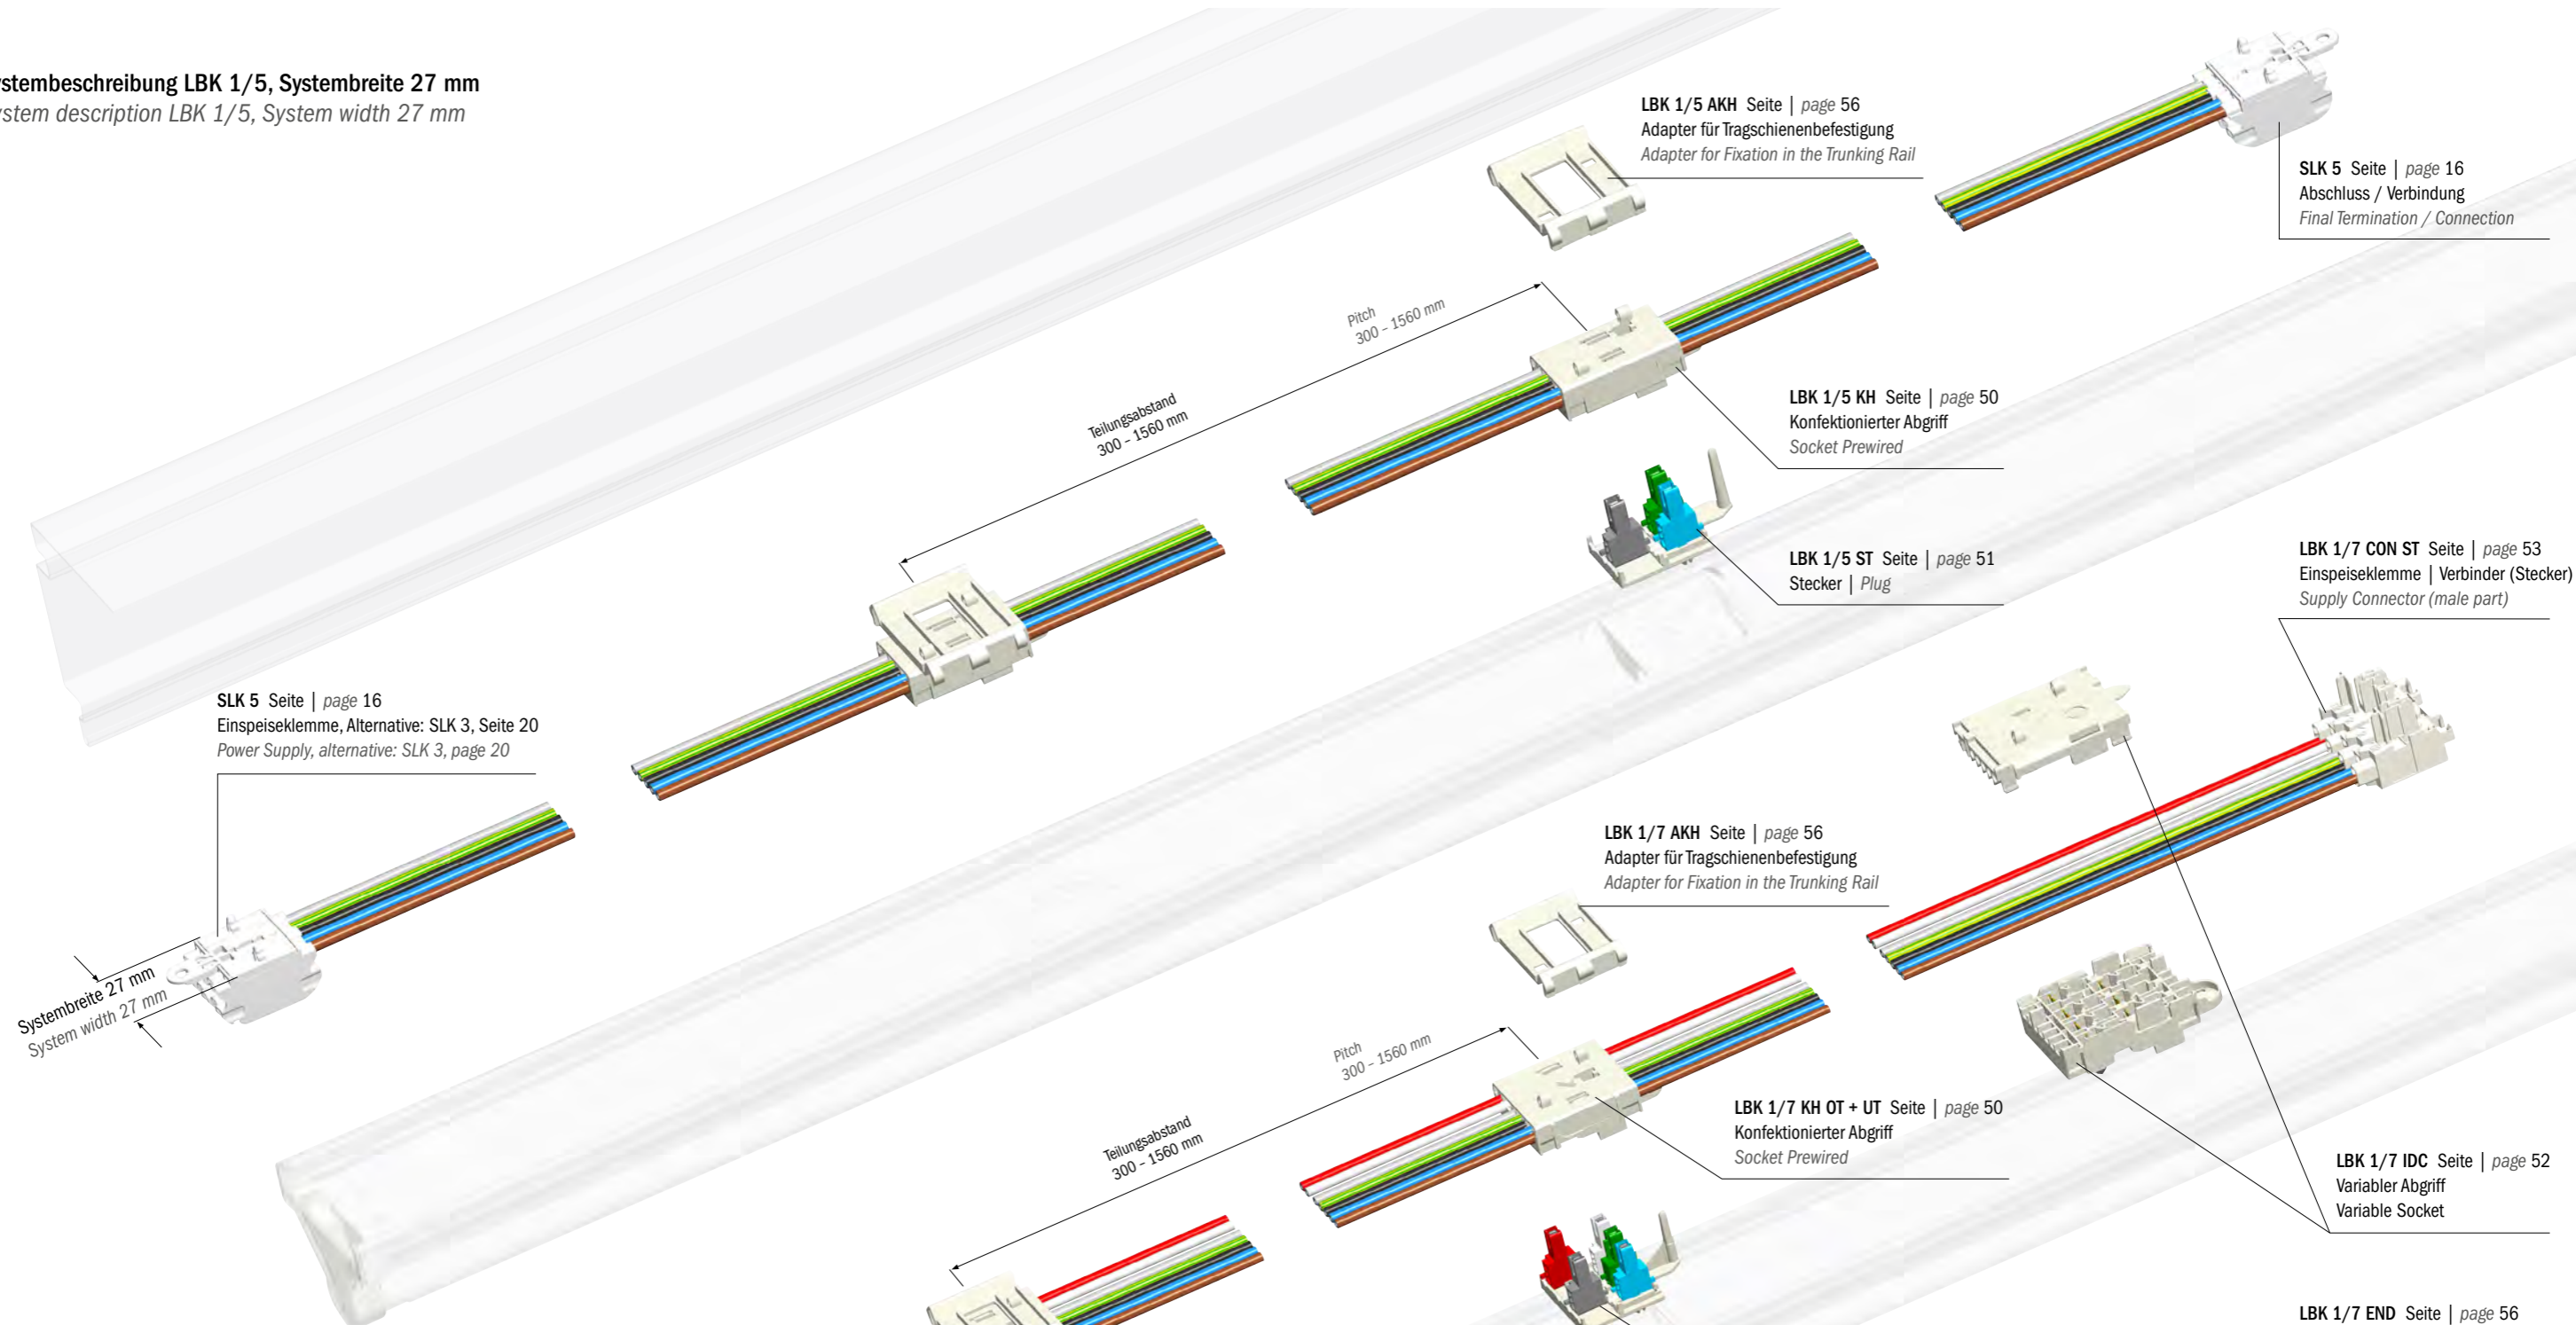 ystembeschreibung LBK 1/5, Systembreite 27 mm
ystem description LBK 1/5, System width 27 mm
LBK 1/5 AKH Seite | page 56
Adapter für Tragschienenbefestigung
Adapter for Fixation in the Trunking Rail
SLK 5 Seite | page 16
Abschluss / Verbindung
Final Termination / Connection
Pitch
300 – 1560 mm
Teilungsabstand
300 – 1560 mm
LBK 1/5 KH Seite | page 50
Konfektionierter Abgriff
Socket Prewired
LBK 1/5 ST Seite | page 51
Stecker | Plug
LBK 1/7 CON ST Seite | page 53
Einspeiseklemme | Verbinder (Stecker)
Supply Connector (male part)
SLK 5 Seite | page 16
Einspeiseklemme, Alternative: SLK 3, Seite 20
Power Supply, alternative: SLK 3, page 20
Systembreite 27 mm
System width 27 mm
LBK 1/7 AKH Seite | page 56
Adapter für Tragschienenbefestigung
Adapter for Fixation in the Trunking Rail
Pitch
300 – 1560 mm
Teilungsabstand
300 – 1560 mm
LBK 1/7 KH OT + UT Seite | page 50
Konfektionierter Abgriff
Socket Prewired
LBK 1/7 IDC Seite | page 52
Variabler Abgriff
Variable Socket
LBK 1/7 END Seite | page 56